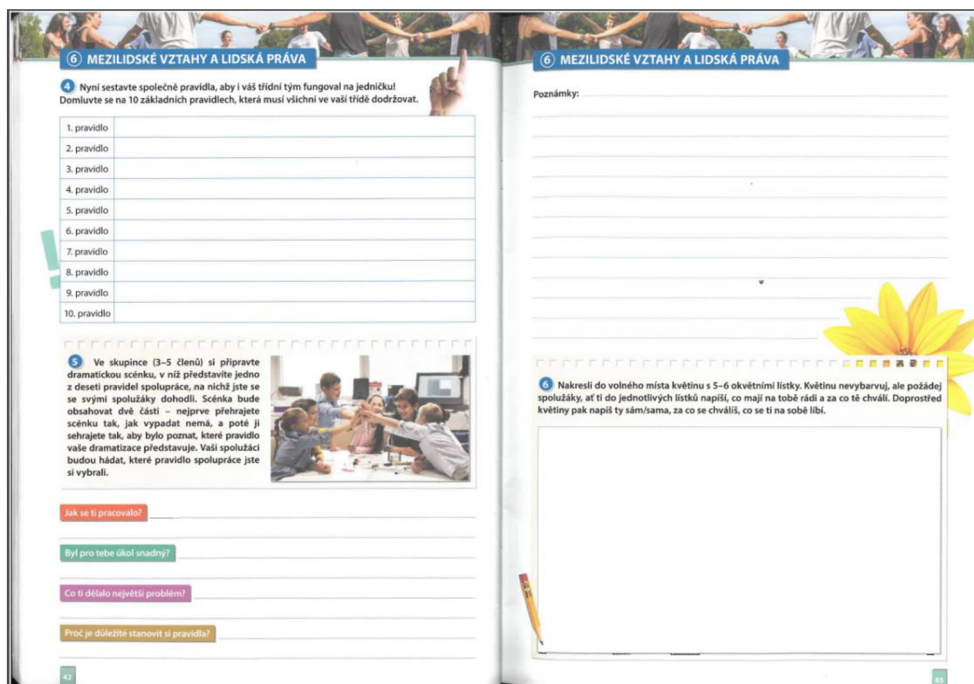 6 MEZILIDSKÉ VZTAHY A LIDSKÁ PRÁVA
4 Nyní sestavte společně pravidla, aby i váš třídní tým fungoval na jedničku!
Domluvte se na 10 základních pravidlech, která musí všichni ve vaší třídě dodržovat.
1. pravidlo
2. pravidlo
3. pravidlo
4. pravidlo
5. pravidlo
6. pravidlo
7. pravidlo
8. pravidlo
9. pravidlo
10. pravidlo
!
5 Ve skupince (3–5 členů) si připravte
dramatickou scénku, v níž představíte jedno
z deseti pravidel spolupráce, na nichž jste se
se svými spolužáky dohodli. Scénka bude
obsahovat dvě části – nejprve přehrajete
scénku tak, jak vypadat nemá, a poté ji
sehrajete tak, aby bylo poznat, které pravidlo
vaše dramatizace představuje. Vaši spolužáci
budou hádat, které pravidlo spolupráce jste
si vybrali.
Jak se ti pracovalo?
Byl pro tebe úkol snadný?
Co ti dělalo největší problém?
Proč je důležité stanovit si pravidla?
42
6 MEZILIDSKÉ VZTAHY A LIDSKÁ PRÁVA
Poznámky:
6 Nakresli do volného místa květinu s 5–6 okvětními lístky. Květinu nevybarvuj, ale požádej
spolužáky, ať ti do jednotlivých lístků napíší, co mají na tobě rádi a za co tě chválí. Doprostřed
květiny pak napiš ty sám/sama, za co se chválíš, co se ti na sobě líbí.
43